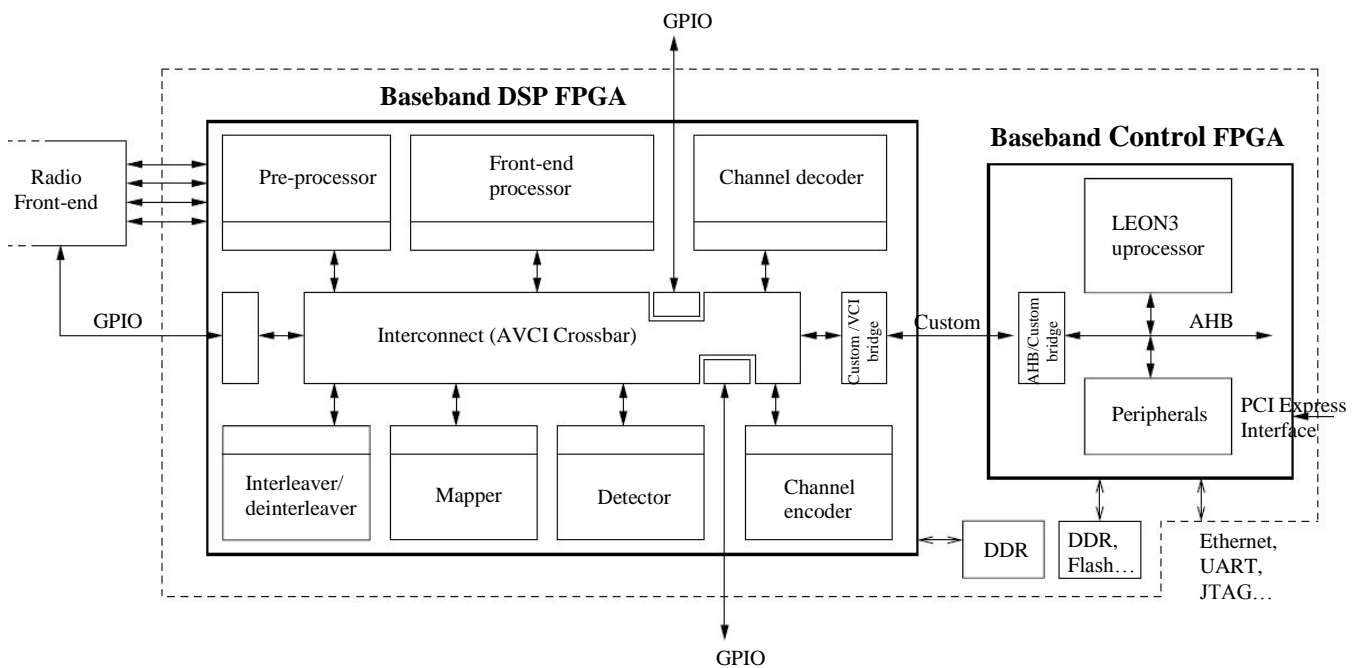 GPIO
Baseband DSP FPGA
Baseband Control FPGA
Radio
Front-end
Pre-processor
Front-end
processor
Channel decoder
LEON3
uprocessor
GPIO
Interconnect (AVCI Crossbar)
Custom /VCI
bridge
Custom
AHB/Custom
bridge
AHB
Peripherals
PCI Express
Interface
Interleaver/
deinterleaver
Mapper
Detector
Channel
encoder
DDR
DDR,
Flash…
Ethernet,
UART,
JTAG…
GPIO